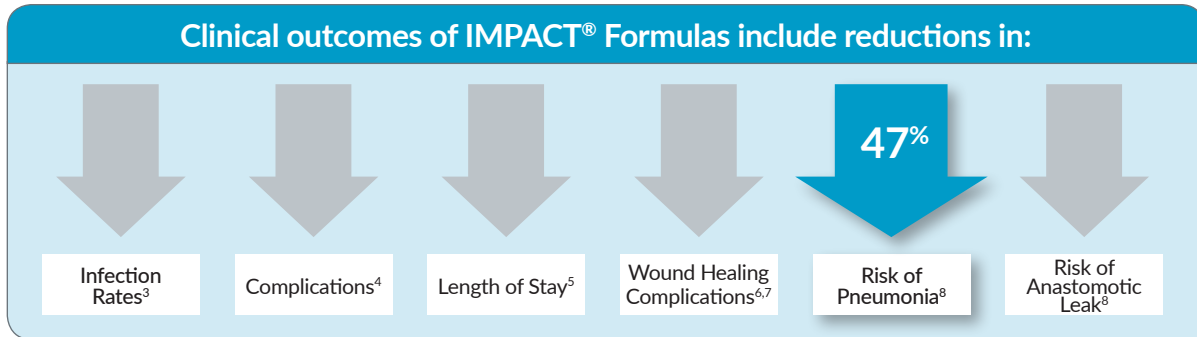 Clinical outcomes of IMPACT® Formulas include reductions in:
47%
Infection
Rates3
Complications4
Length of Stay5
Wound Healing
Complications6,7
Risk of
Pneumonia8
Risk of
Anastomotic
Leak8